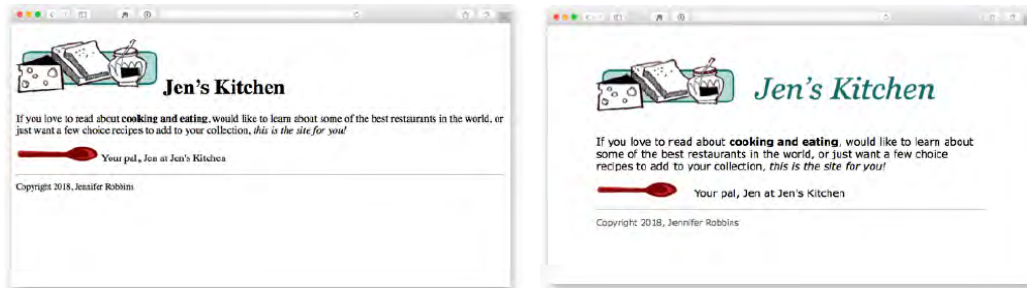 Jen's Kitchen
If you love to read about cooking and eating, would like to learn about some of the best restaurants in the world, or
just want a few choice recipes to add to your collection, this is the site for you!
Your pal, Jen at Jen's Kitchen
Copyright 2018, Jennifer Robbins
Jen's Kitchen
If you love to read about cooking and eating, would like to learn about
some of the best restaurants in the world, or just want a few choice
recipes to add to your collection, this is the site for you!
Your pal, Jen at Jen's Kitchen
Copyright 2018, Jennifer Robbins